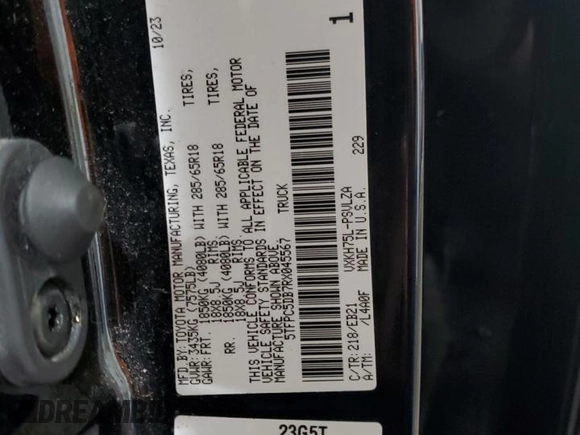 MFD.BY:TOYOTA MOTOR MANUFACTURING, TEXAS, INC. 10/23
GVWR:3435KG (7575LB)
GAWR:FRT. 1850KG (4080LB) WITH 285/65R18 TIRES,
18X8.5J RIMS,
RR. 1850KG (4080LB) WITH 285/65R18 TIRES,
18X8.5J RIMS.
THIS VEHICLE CONFORMS TO ALL APPLICABLE FEDERAL MOTOR
VEHICLE SAFETY STANDARDS IN EFFECT ON THE DATE OF
MANUFACTURE SHOWN ABOVE.
5TFPC5DB7RX045567 TRUCK
1
C/TR:218/EB21 VXKH75L-PSVLZA 229
A/TM: /L4A0F MADE IN U.S.A.
23G5T